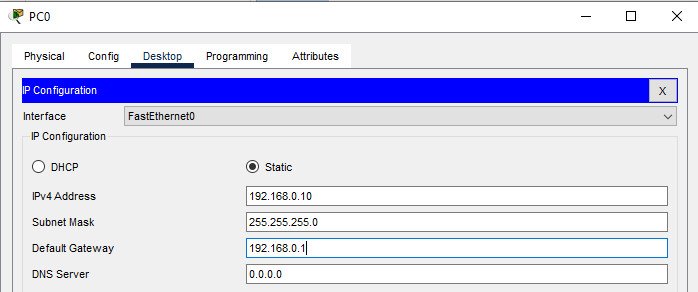 PC0
Physical Config Desktop Programming Attributes
IP Configuration X
Interface FastEthernet0
IP Configuration
DHCP Static
IPv4 Address 192.168.0.10
Subnet Mask 255.255.255.0
Default Gateway 192.168.0.1
DNS Server 0.0.0.0